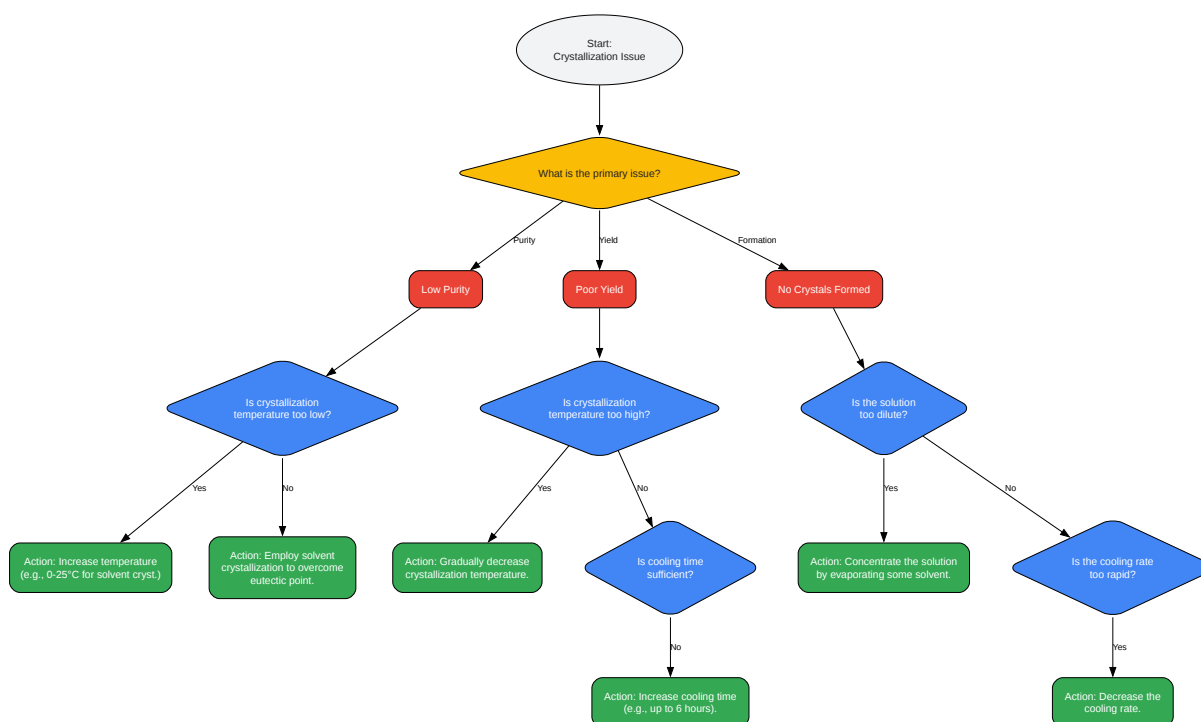 Start:
Crystallization Issue
What is the primary issue?
Purity
Yield
Formation
Low Purity
Poor Yield
No Crystals Formed
Is crystallization
temperature too low?
Is crystallization
temperature too high?
Is the solution
too dilute?
Yes
No
Yes
No
Yes
No
Action: Increase temperature
(e.g., 0-25°C for solvent cryst.)
Action: Employ solvent
crystallization to overcome
eutectic point.
Action: Gradually decrease
crystallization temperature.
Is cooling time
sufficient?
Action: Concentrate the solution
by evaporating some solvent.
Is the cooling rate
too rapid?
No
Yes
Action: Increase cooling time
(e.g., up to 6 hours).
Action: Decrease the
cooling rate.